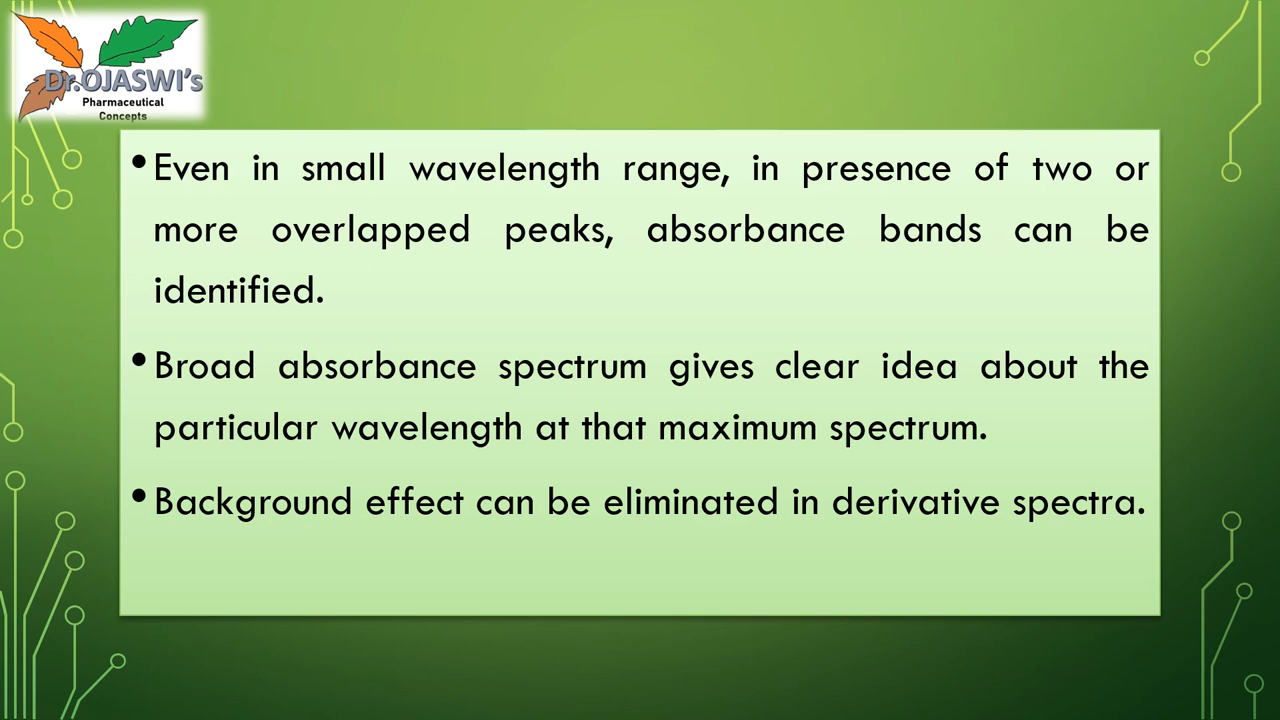 Dr.OJASWI's
Pharmaceutical
Concepts
•Even in small wavelength range, in presence of two or
more overlapped peaks, absorbance bands can be
identified.
•Broad absorbance spectrum gives clear idea about the
particular wavelength at that maximum spectrum.
•Background effect can be eliminated in derivative spectra.